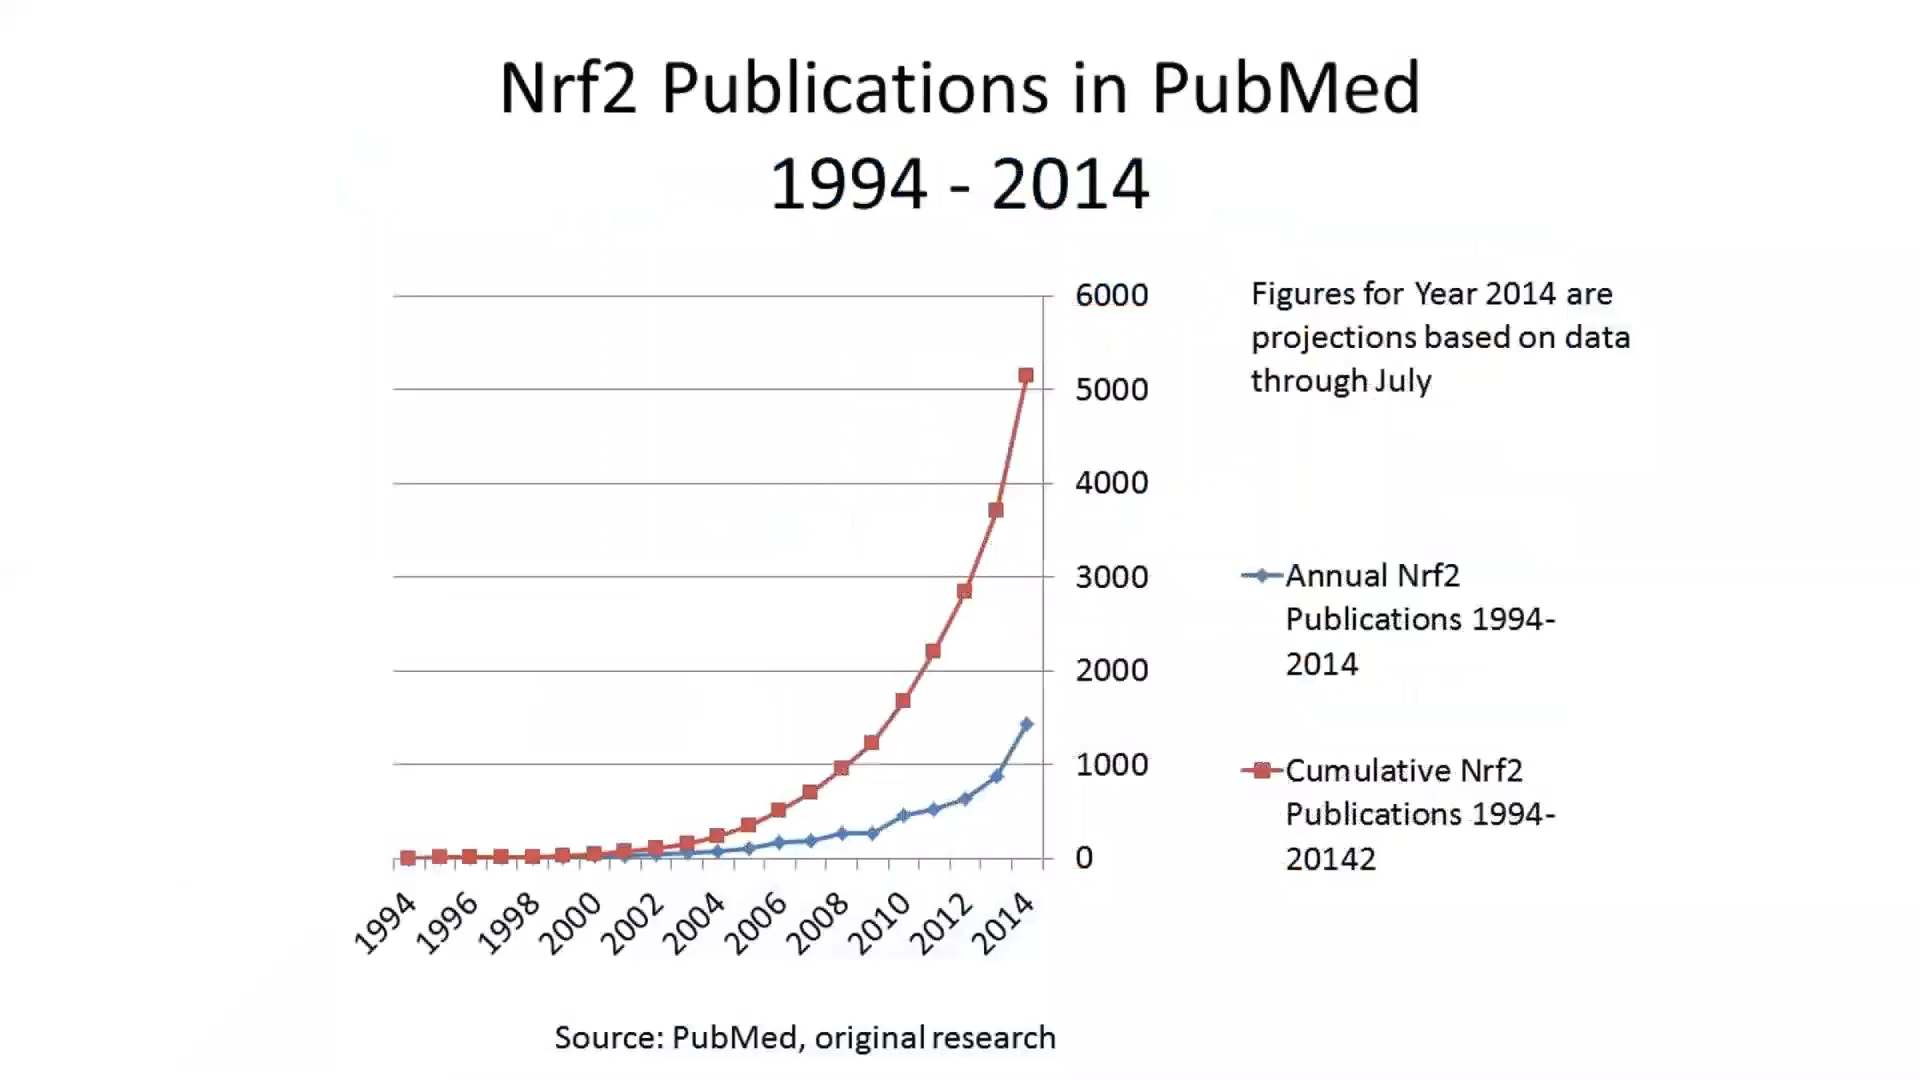 Nrf2 Publications in PubMed
1994 - 2014
6000
5000
4000
3000
2000
1000
0
1994
1996
1998
2000
2002
2004
2006
2008
2010
2012
2014
Figures for Year 2014 are
projections based on data
through July
Annual Nrf2
Publications 1994-
2014
Cumulative Nrf2
Publications 1994-
20142
Source: PubMed, original research